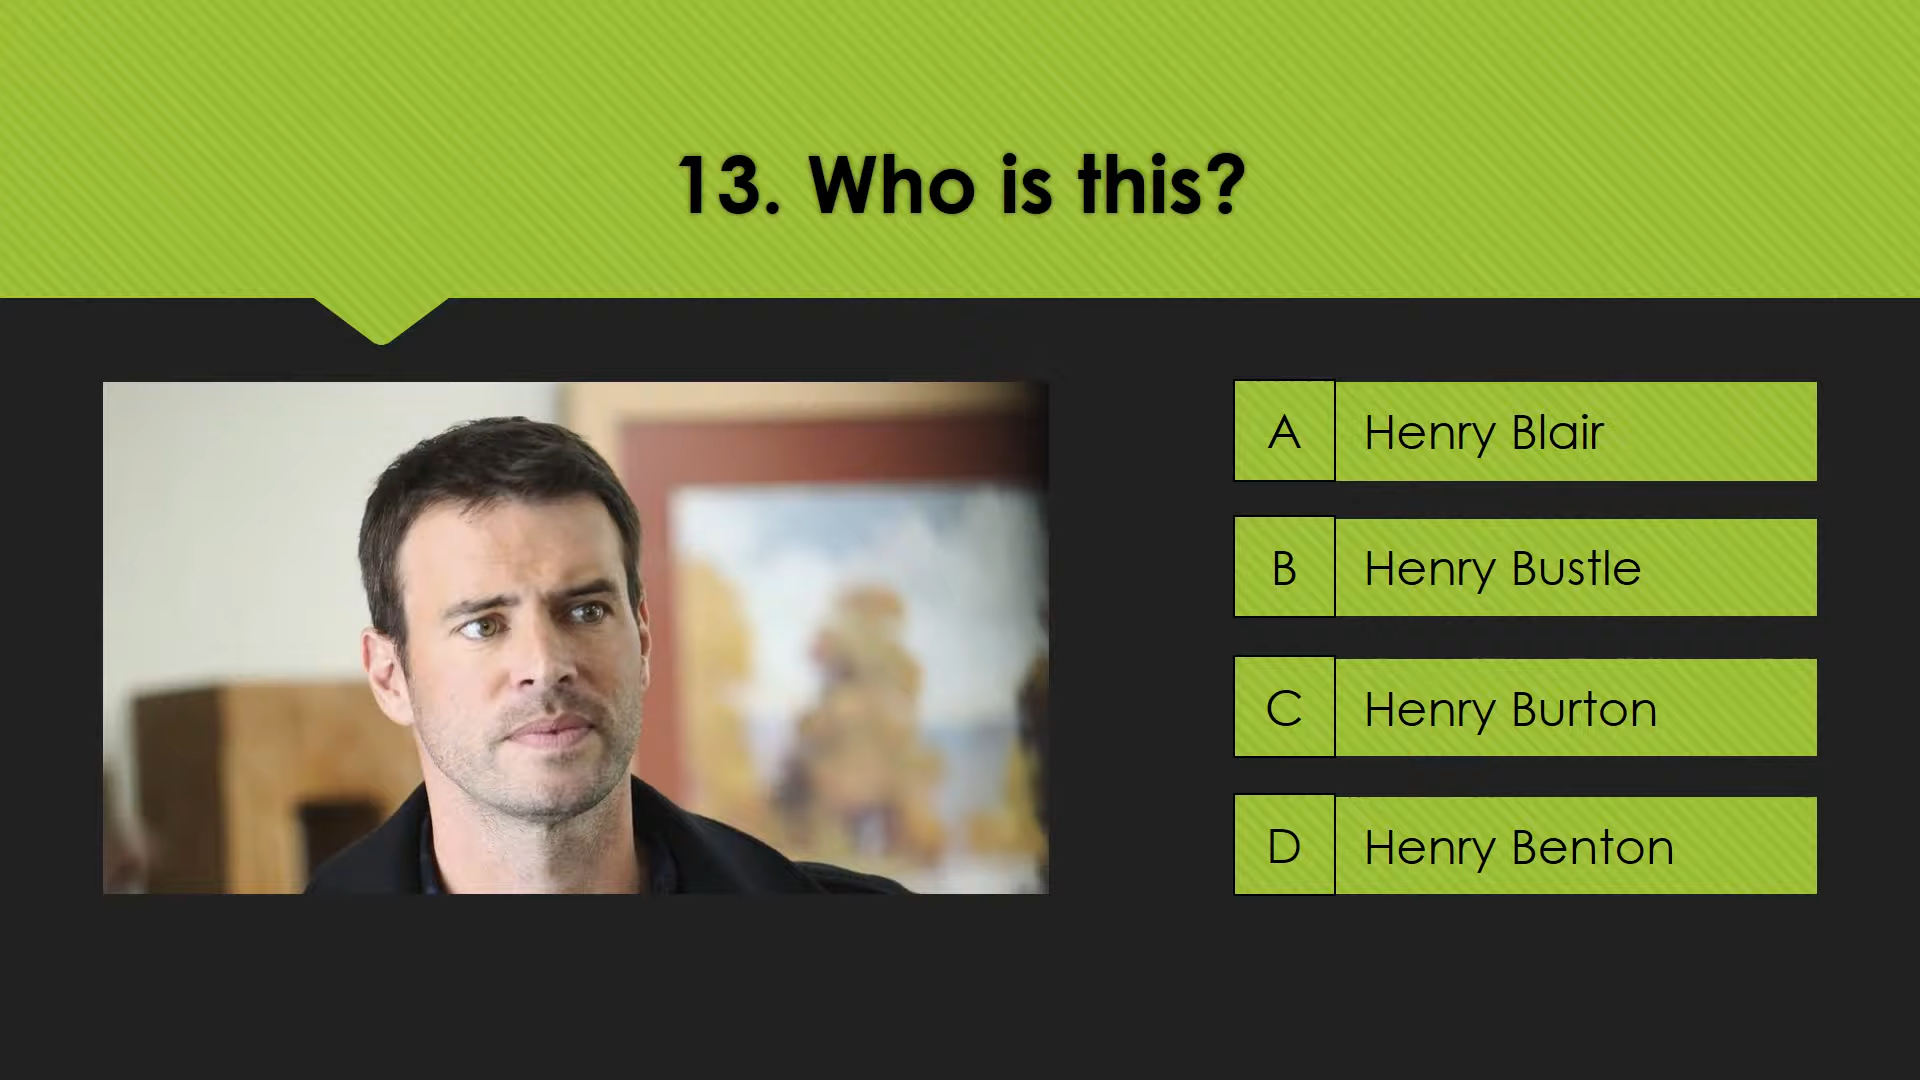 13. Who is this?
A Henry Blair
B Henry Bustle
C Henry Burton
D Henry Benton